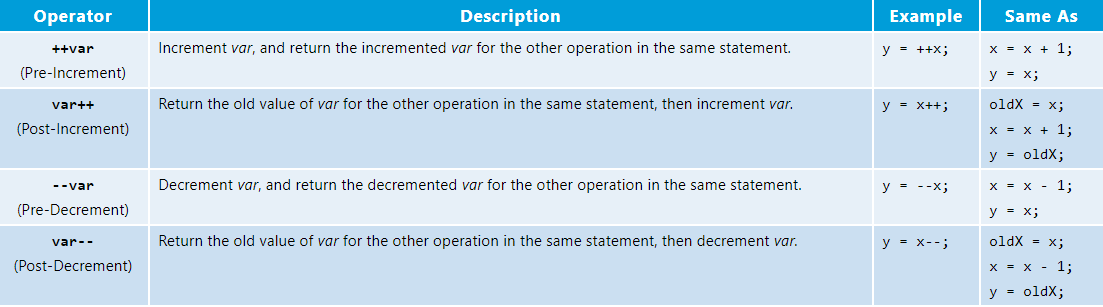 Operator Description Example Same As
++var Increment var, and return the incremented var for the other operation in the same statement. y = ++x; x = x + 1;
(Pre-Increment) y = x;
var++ Return the old value of var for the other operation in the same statement, then increment var. y = x++; oldX = x;
(Post-Increment) x = x + 1;
y = oldX;
--var Decrement var, and return the decremented var for the other operation in the same statement. y = --x; x = x - 1;
(Pre-Decrement) y = x;
var-- Return the old value of var for the other operation in the same statement, then decrement var. y = x--; oldX = x;
(Post-Decrement) x = x - 1;
y = oldX;